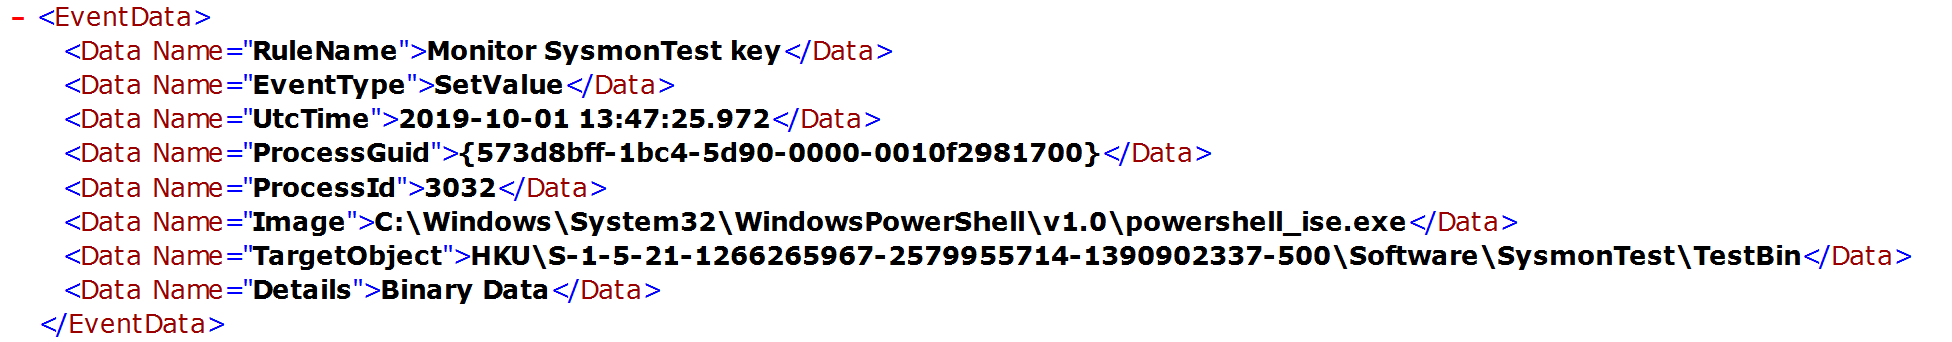 - <EventData>
<Data Name="RuleName">Monitor SysmonTest key</Data>
<Data Name="EventType">SetValue</Data>
<Data Name="UtcTime">2019-10-01 13:47:25.972</Data>
<Data Name="ProcessGuid">{573d8bff-1bc4-5d90-0000-0010f2981700}</Data>
<Data Name="ProcessId">3032</Data>
<Data Name="Image">C:\Windows\System32\WindowsPowerShell\v1.0\powershell_ise.exe</Data>
<Data Name="TargetObject">HKU\S-1-5-21-1266265967-2579955714-1390902337-500\Software\SysmonTest\TestBin</Data>
<Data Name="Details">Binary Data</Data>
</EventData>